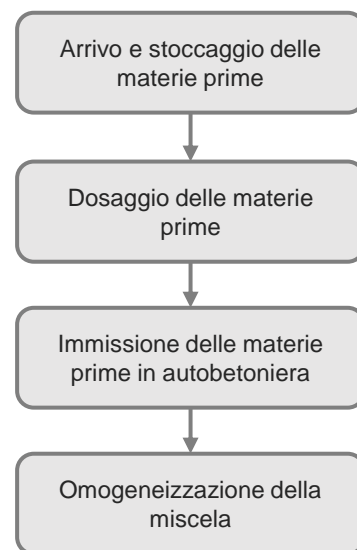 Arrivo e stoccaggio delle
materie prime
Dosaggio delle materie
prime
Immissione delle materie
prime in autobetoniera
Omogeneizzazione della
miscela